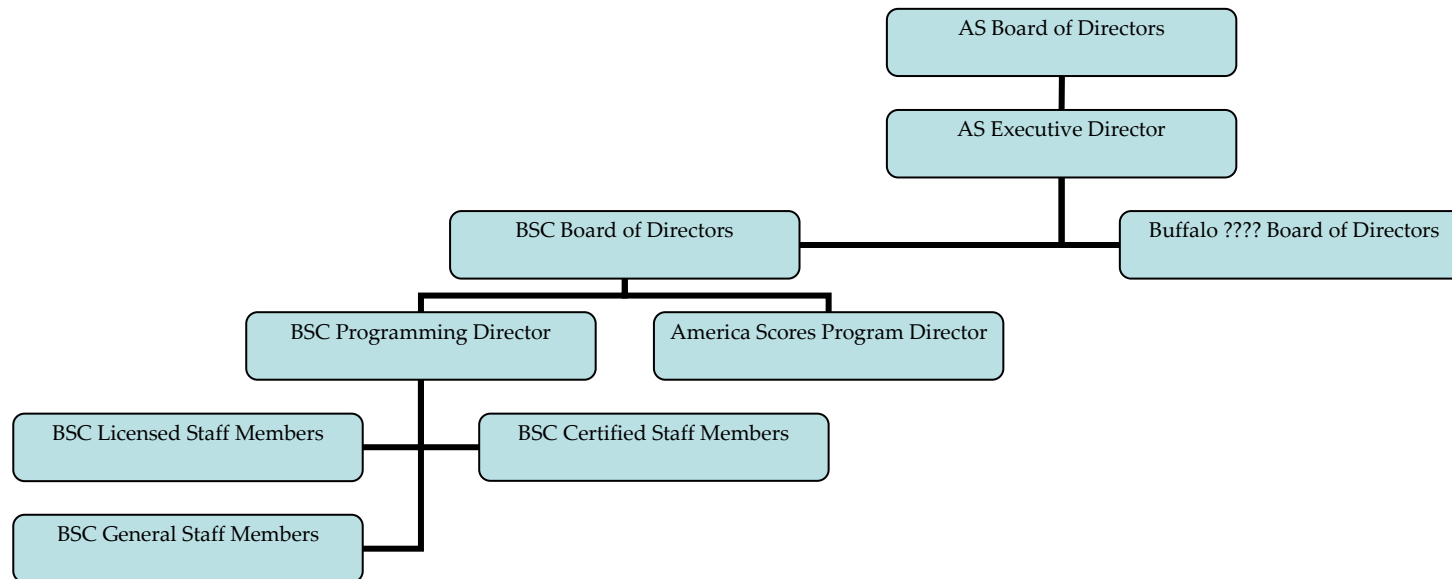 AS Board of Directors
AS Executive Director
BSC Board of Directors
Buffalo ???? Board of Directors
BSC Programming Director
America Scores Program Director
BSC Licensed Staff Members
BSC Certified Staff Members
BSC General Staff Members